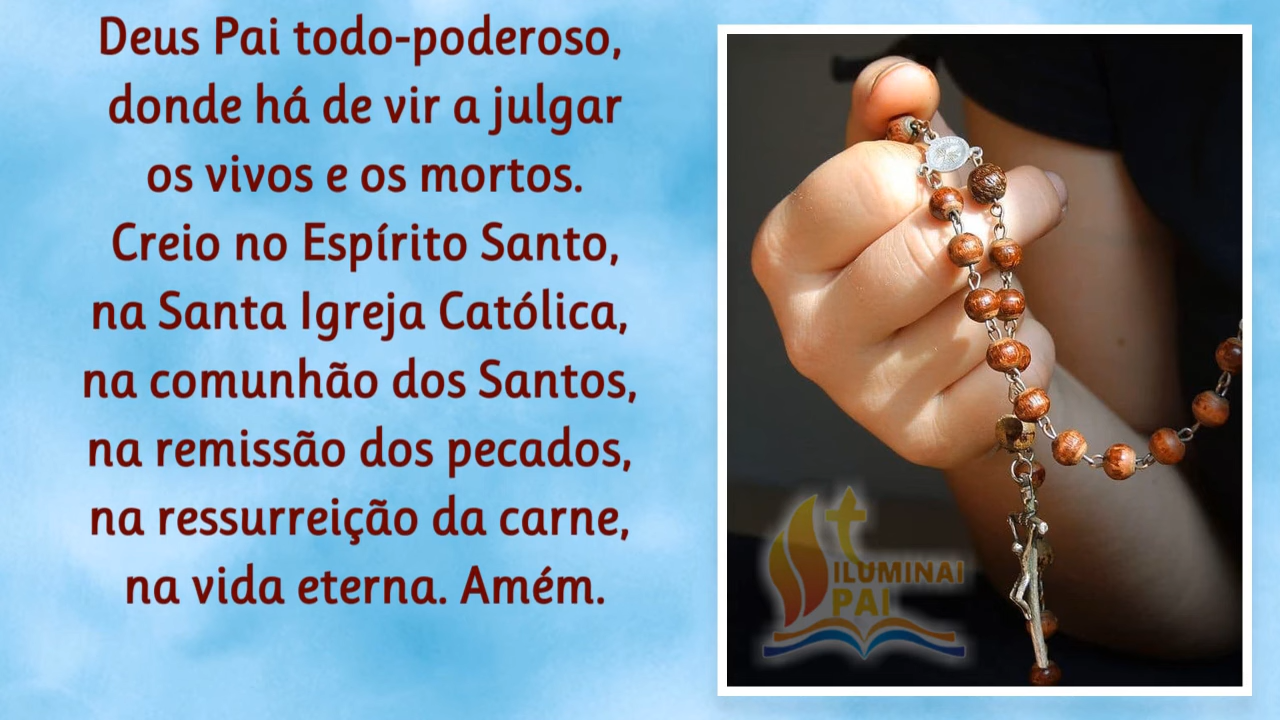 Deus Pai todo-poderoso,
donde há de vir a julgar
os vivos e os mortos.
Creio no Espírito Santo,
na Santa Igreja Católica,
na comunhão dos Santos,
na remissão dos pecados,
na ressurreição da carne,
na vida eterna. Amém.
ILUMINAI
PAI